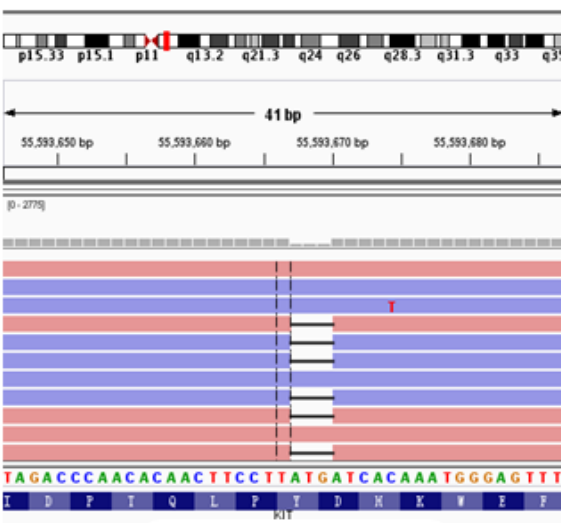 p15.33 p15.1 p11 q13.2 q21.3 q24 q26 q28.3 q31.3 q33 q35
41 bp
55,593,650 bp 55,593,660 bp 55,593,670 bp 55,593,680 bp
[0 - 2775]
T
T A G A C C C A A C A C A A C T T C C T T A T G A T C A C A A A T G G G A G T T T
I D P T Q L P Y D H K W E F
KIT